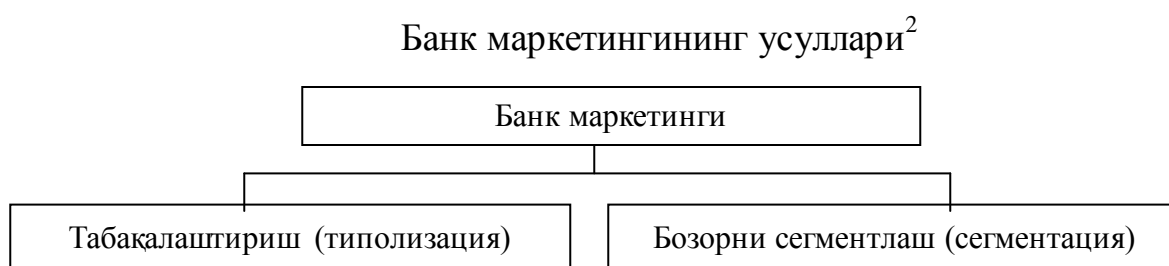 Банк маркетингининг усуллари²
Банк маркетинги
Табақалаштириш (типолизация)
Бозорни сегментлаш (сегментация)